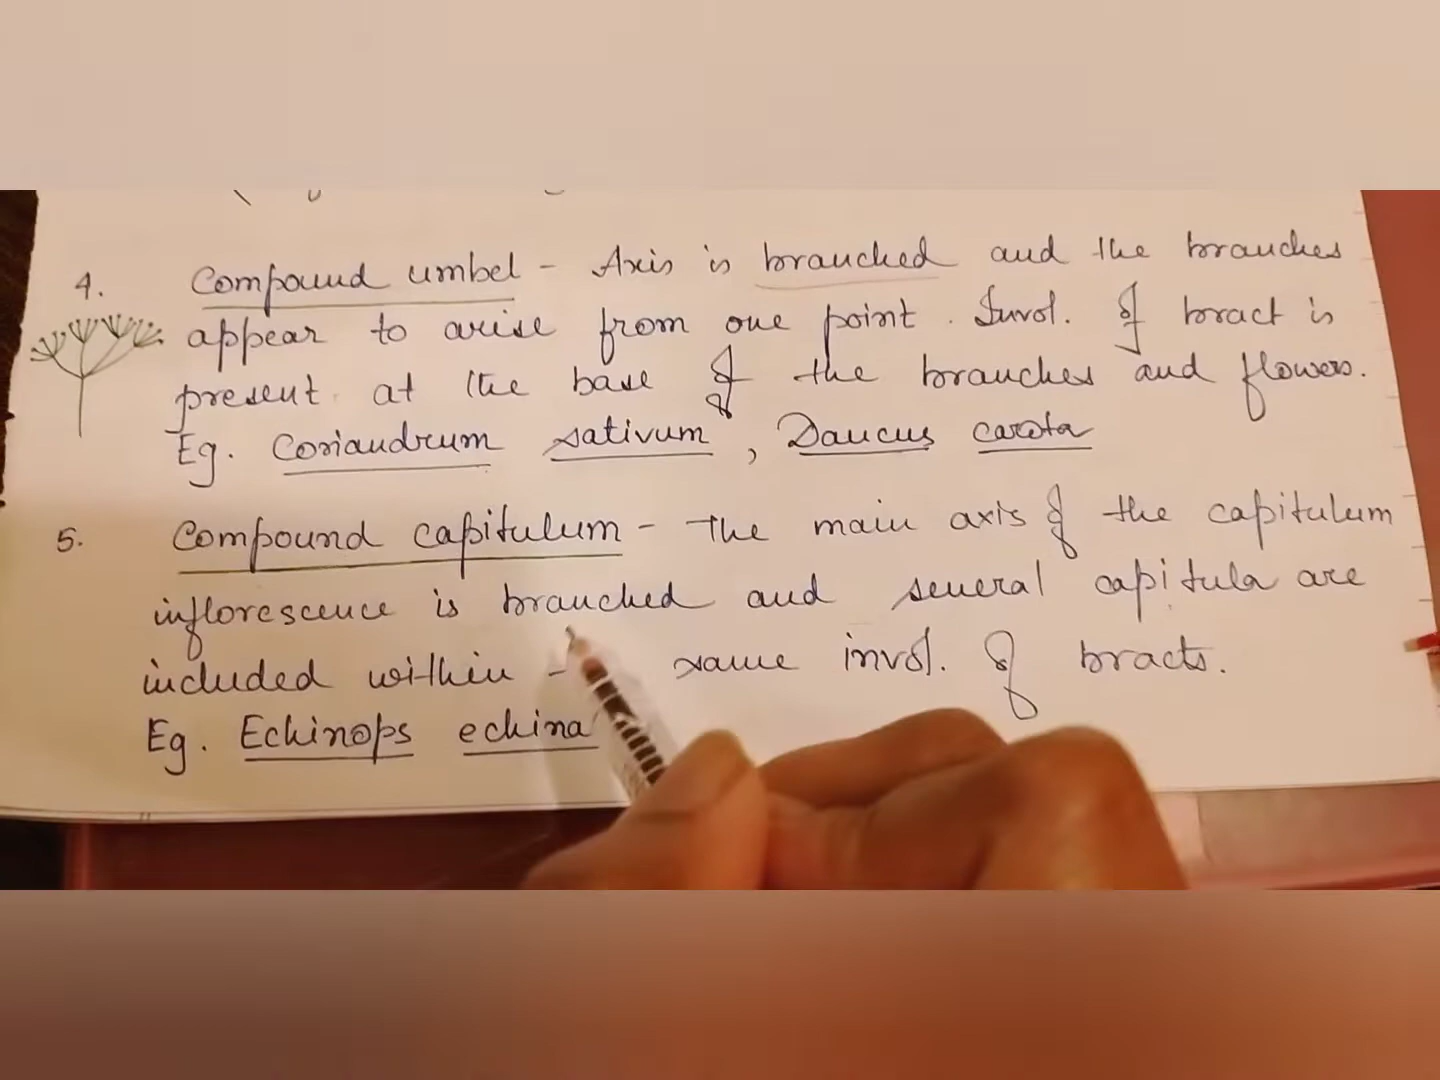 4. Compound umbel - Axis is branched and the branches
appear to arise from one point. Invol. of bract is
present at the base of the branches and flowers.
Eg. Coriandrum sativum, Daucus carota
5. Compound capitulum - The main axis of the capitulum
inflorescence is branched and several capitula are
included within same invol. of bracts.
Eg. Echinops echina